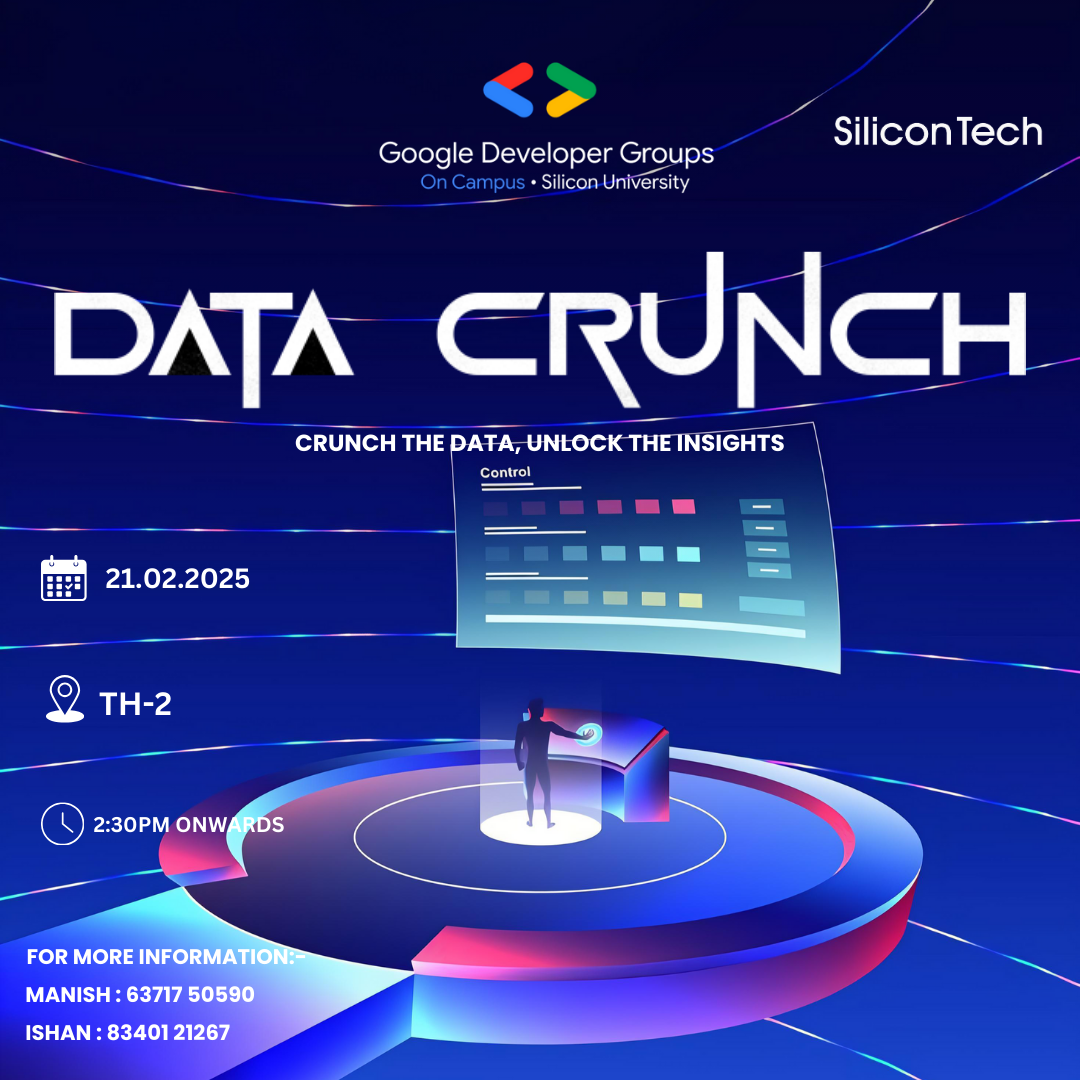 Google Developer Groups
On Campus • Silicon University
SiliconTech
DATA CRUNCH
CRUNCH THE DATA, UNLOCK THE INSIGHTS
Control
21.02.2025
TH-2
2:30PM ONWARDS
FOR MORE INFORMATION:-
MANISH : 63717 50590
ISHAN : 83401 21267